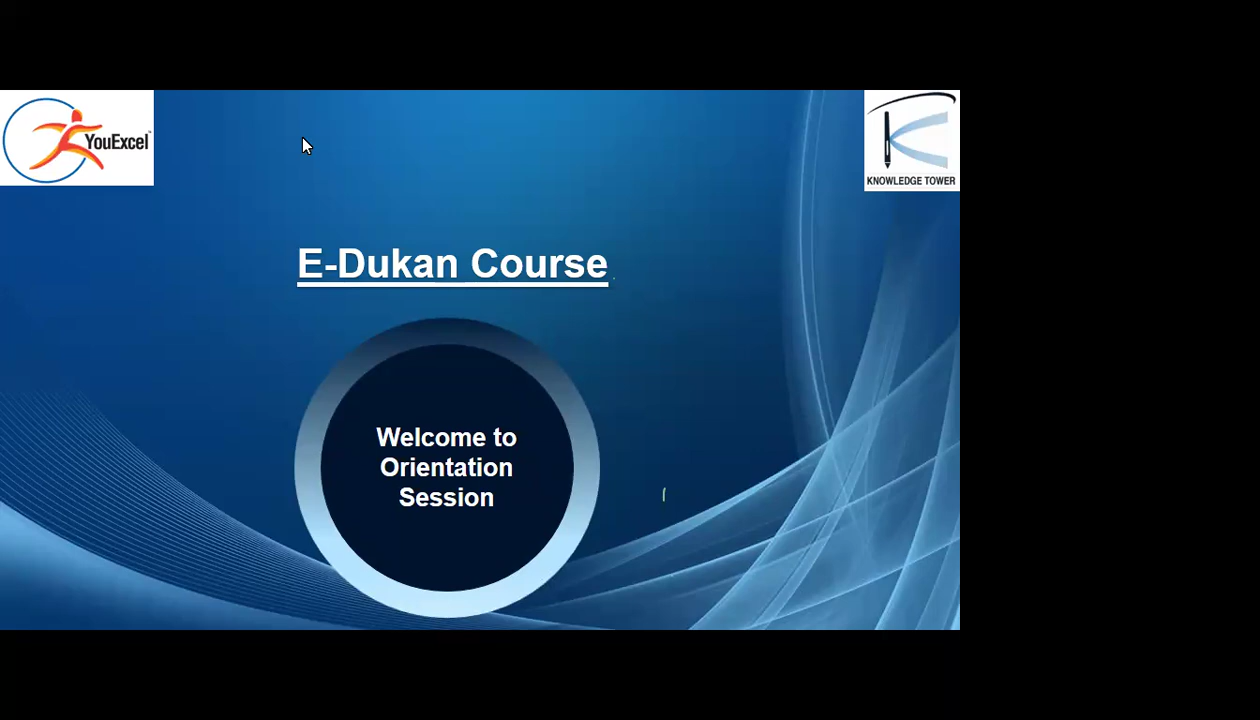 YouExcel
KNOWLEDGE TOWER
E-Dukan Course
Welcome to
Orientation
Session